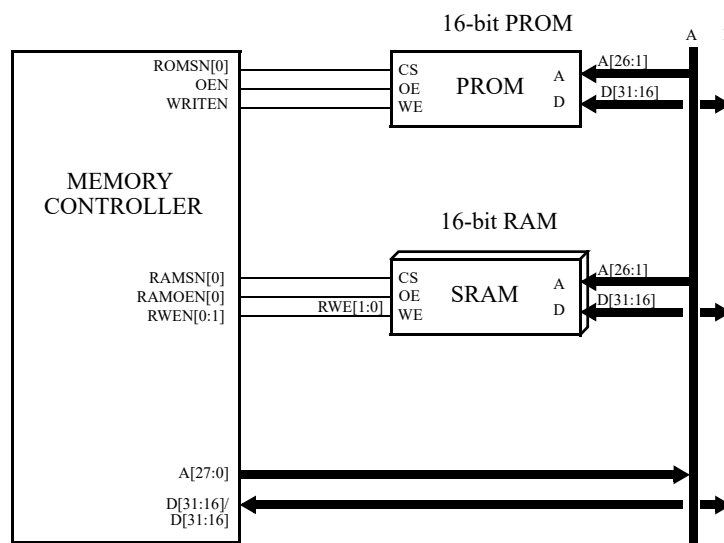 16-bit PROM
A
ROMSN[0]
OEN
WRITEN
CS
OE
WE
PROM
A
D
A[26:1]
D[31:16]
MEMORY
CONTROLLER
16-bit RAM
RAMSN[0]
RAMOEN[0]
RWEN[0:1]
RWE[1:0]
CS
OE
WE
SRAM
A
D
A[26:1]
D[31:16]
A[27:0]
D[31:16]/
D[31:16]